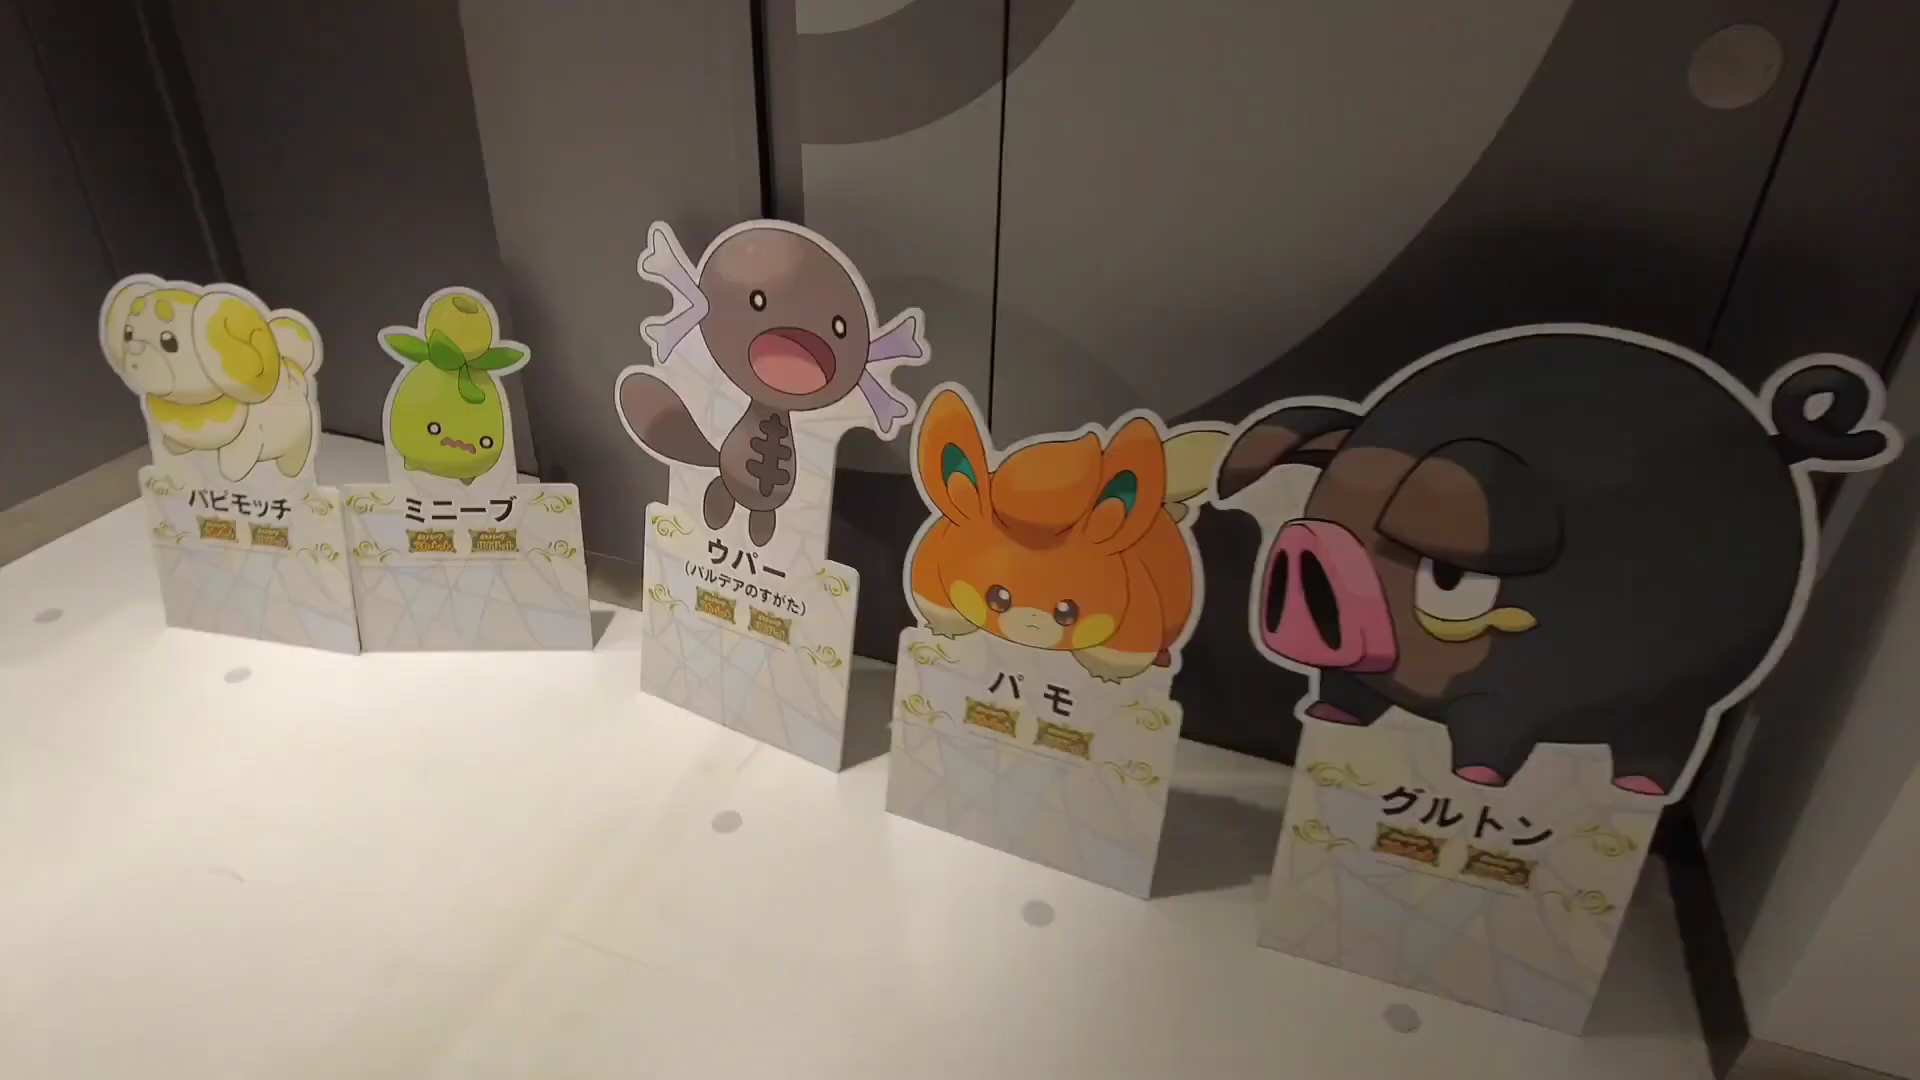 パピモッチ
ミニーブ
ウパー
(パルデアのすがた)
パモ
グルトン